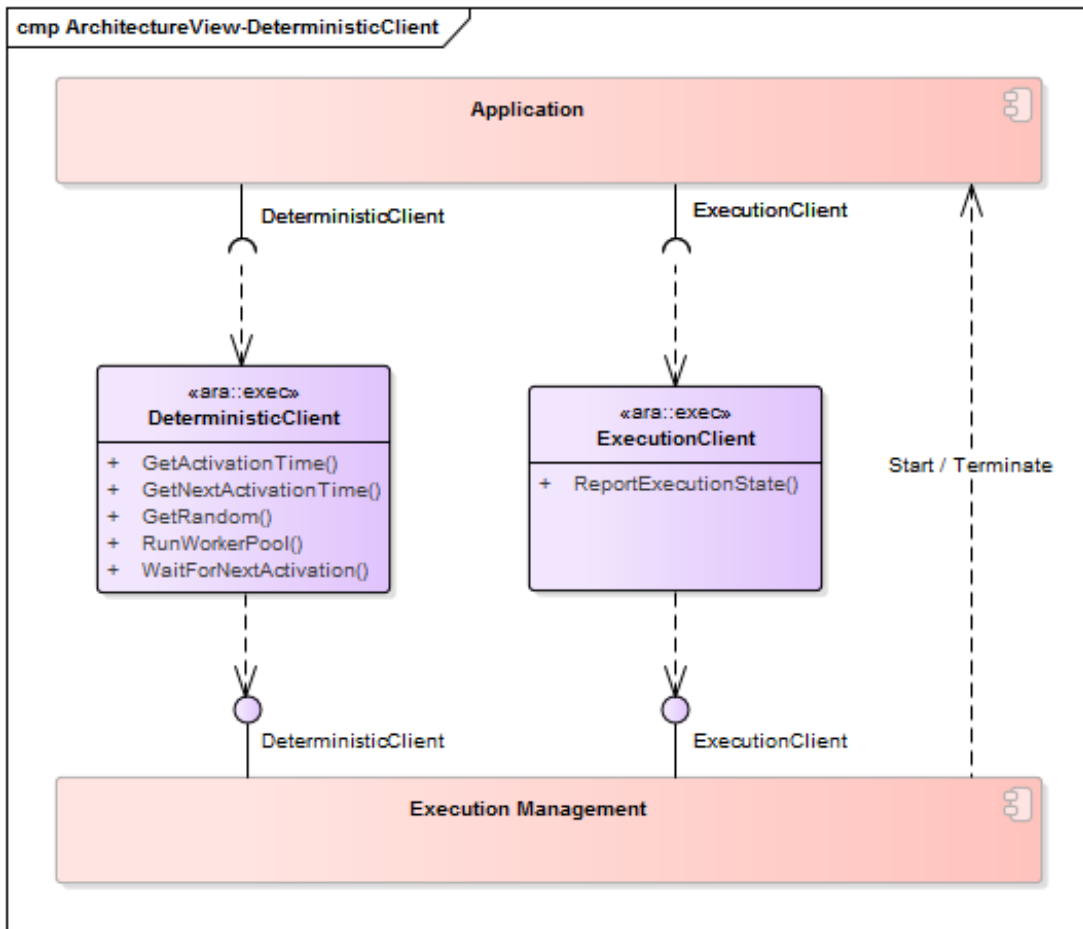 cmp ArchitectureView-DeterministicClient
Application
DeterministicClient
ExecutionClient
«ara::exec»
DeterministicClient
+ GetActivationTime()
+ GetNextActivationTime()
+ GetRandom()
+ RunWorkerPool()
+ WaitForNextActivation()
«ara::exec»
ExecutionClient
+ ReportExecutionState()
Start / Terminate
DeterministicClient
ExecutionClient
Execution Management